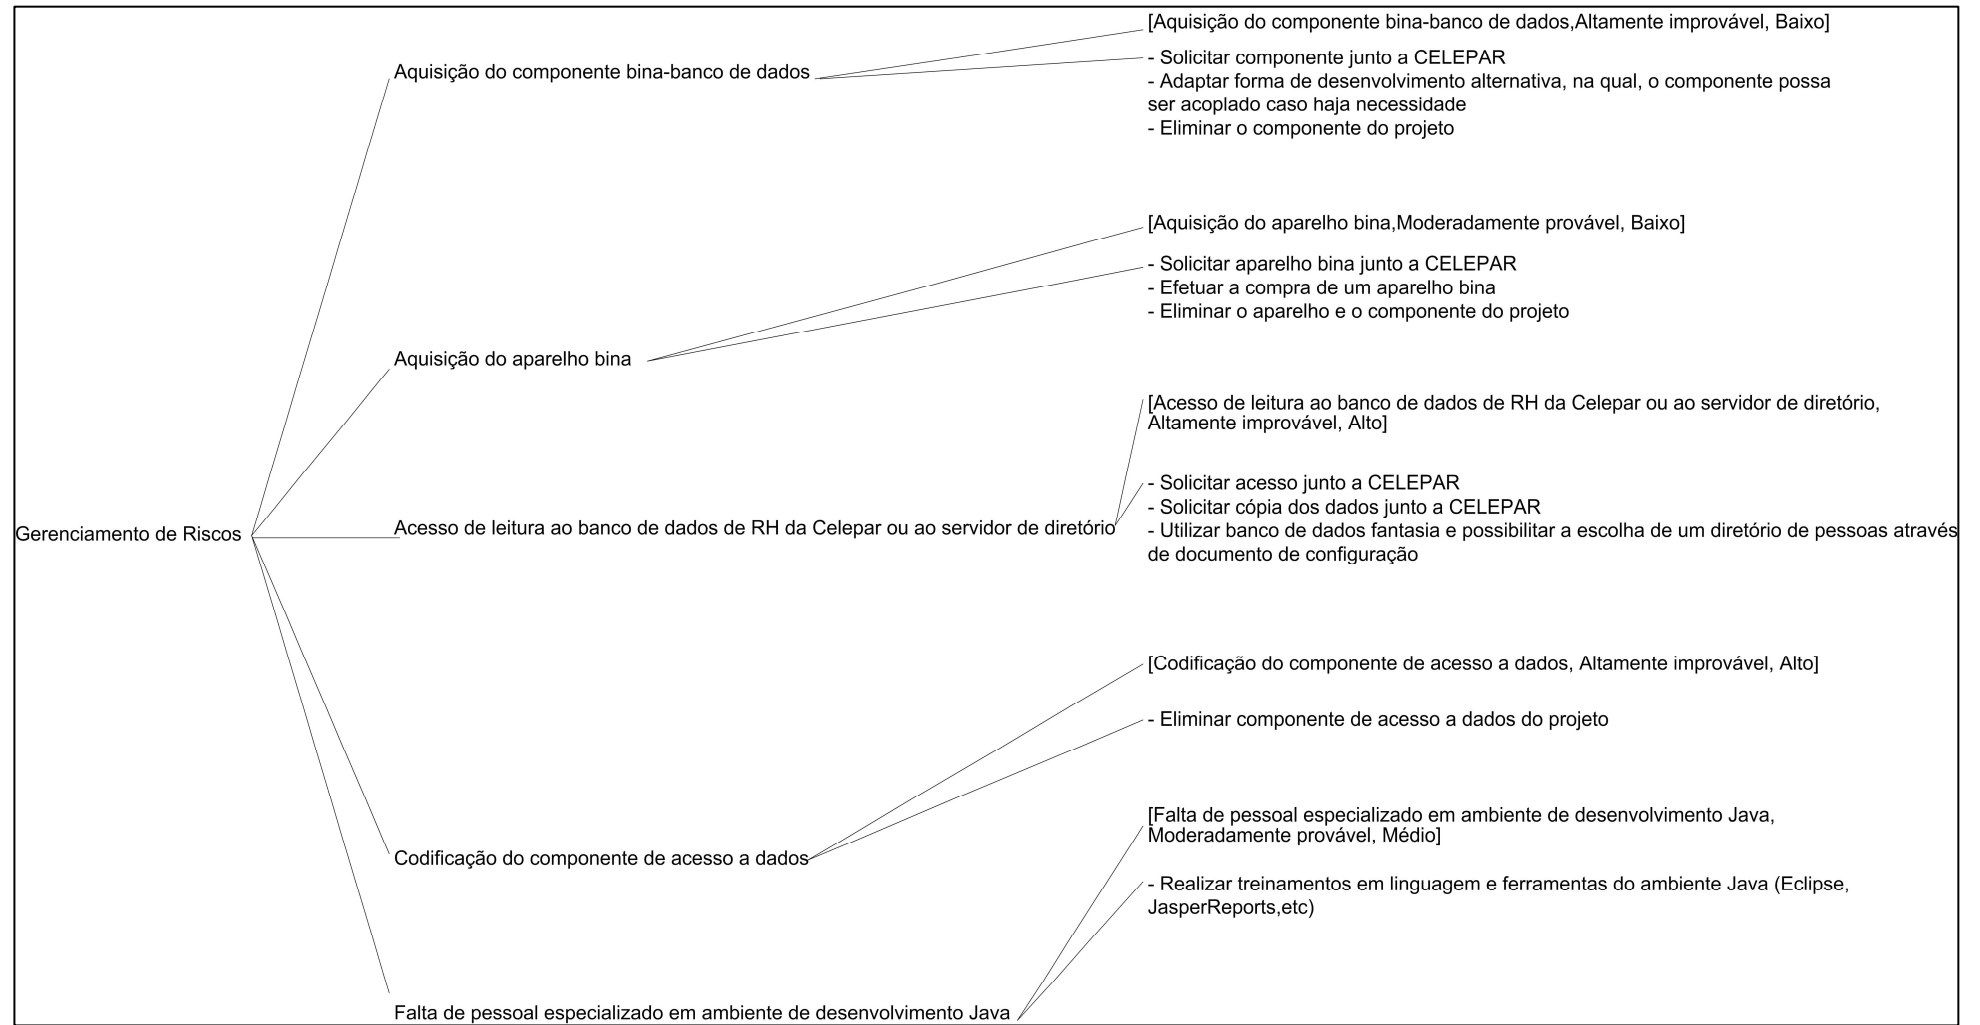 [Aquisição do componente bina-banco de dados,Altamente improvável, Baixo]
Aquisição do componente bina-banco de dados
- Solicitar componente junto a CELEPAR
- Adaptar forma de desenvolvimento alternativa, na qual, o componente possa
ser acoplado caso haja necessidade
- Eliminar o componente do projeto
[Aquisição do aparelho bina,Moderadamente provável, Baixo]
- Solicitar aparelho bina junto a CELEPAR
- Efetuar a compra de um aparelho bina
- Eliminar o aparelho e o componente do projeto
Aquisição do aparelho bina
[Acesso de leitura ao banco de dados de RH da Celepar ou ao servidor de diretório,
Altamente improvável, Alto]
- Solicitar acesso junto a CELEPAR
- Solicitar cópia dos dados junto a CELEPAR
Gerenciamento de Riscos
Acesso de leitura ao banco de dados de RH da Celepar ou ao servidor de diretório
- Utilizar banco de dados fantasia e possibilitar a escolha de um diretório de pessoas através
de documento de configuração
[Codificação do componente de acesso a dados, Altamente improvável, Alto]
- Eliminar componente de acesso a dados do projeto
Codificação do componente de acesso a dados
[Falta de pessoal especializado em ambiente de desenvolvimento Java,
Moderadamente provável, Médio]
- Realizar treinamentos em linguagem e ferramentas do ambiente Java (Eclipse,
JasperReports,etc)
Falta de pessoal especializado em ambiente de desenvolvimento Java